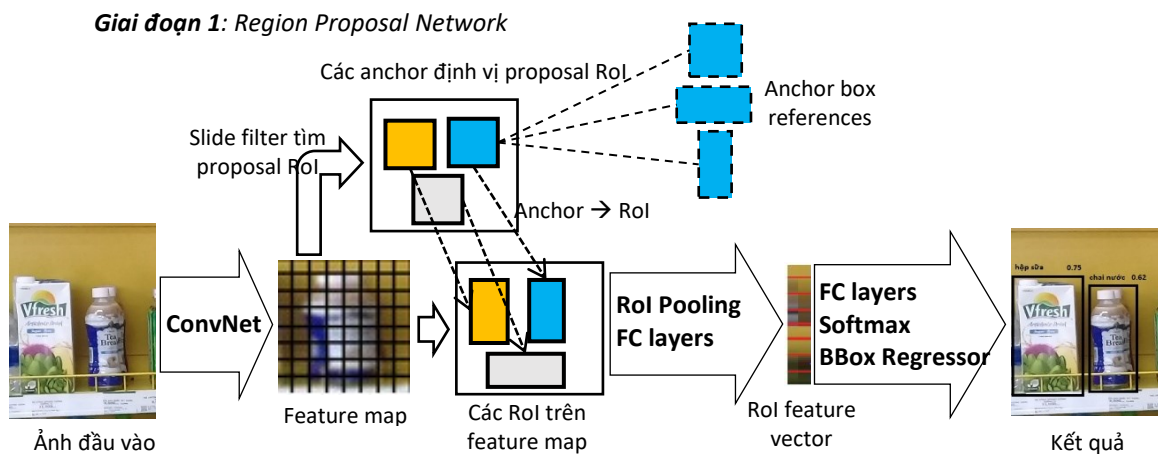 Giai đoạn 1: Region Proposal Network
Các anchor định vị proposal RoI
Anchor box
references
Slide filter tìm
proposal RoI
Anchor → RoI
ConvNet
RoI Pooling
FC layers
FC layers
Softmax
BBox Regressor
hộp sữa 0.75
chai nước 0.62
Vfresh
Tea
Vfresh
Tea
Feature map
Các RoI trên
feature map
RoI feature
vector
Ảnh đầu vào
Kết quả